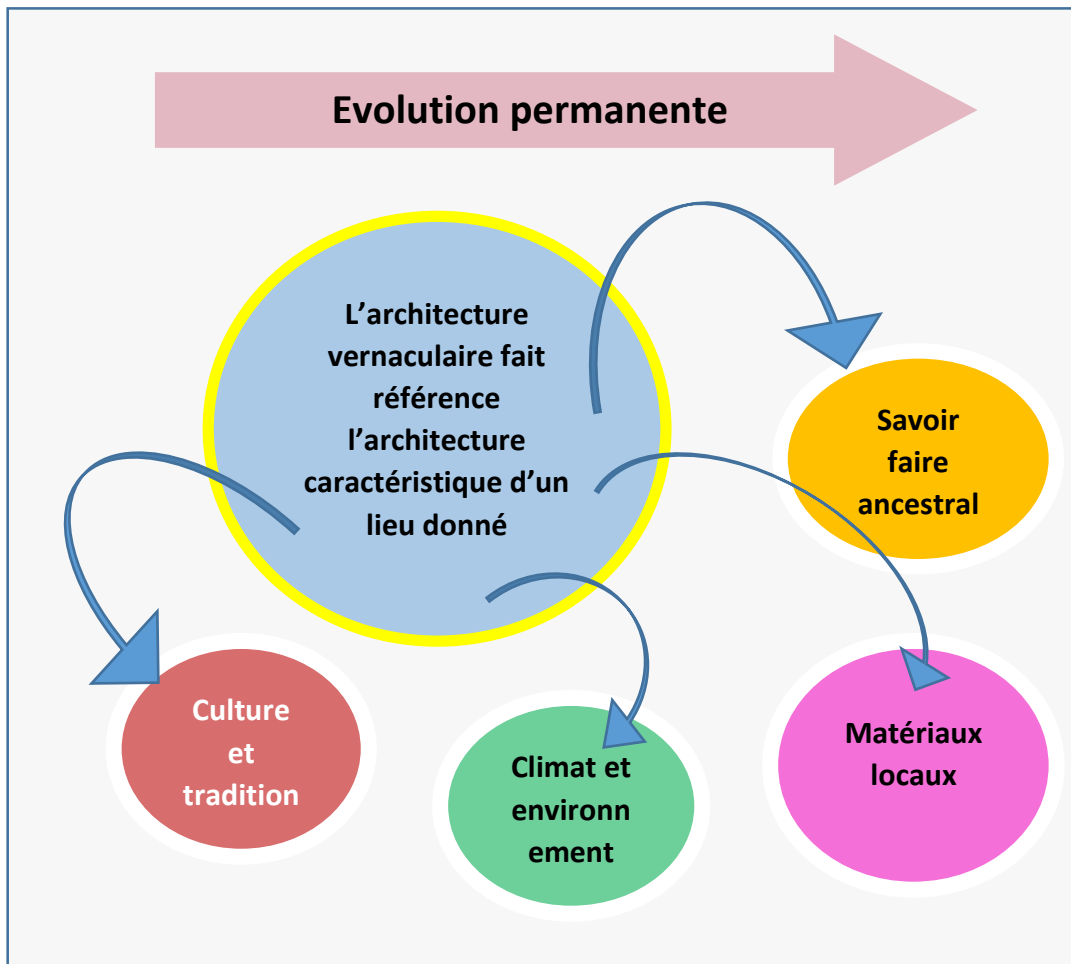 Evolution permanente
L’architecture
vernaculaire fait
référence
l’architecture
caractéristique d’un
lieu donné
Savoir
faire
ancestral
Culture
et
tradition
Climat et
environn
ement
Matériaux
locaux